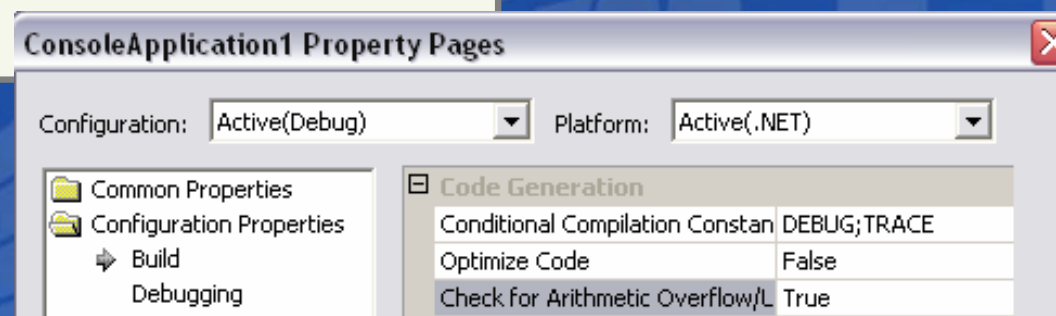 ConsoleApplication1 Property Pages
Configuration: Active(Debug) Platform: Active(.NET)
Common Properties
Configuration Properties
Build
Debugging
Code Generation
Conditional Compilation Constan DEBUG;TRACE
Optimize Code False
Check for Arithmetic Overflow/L True